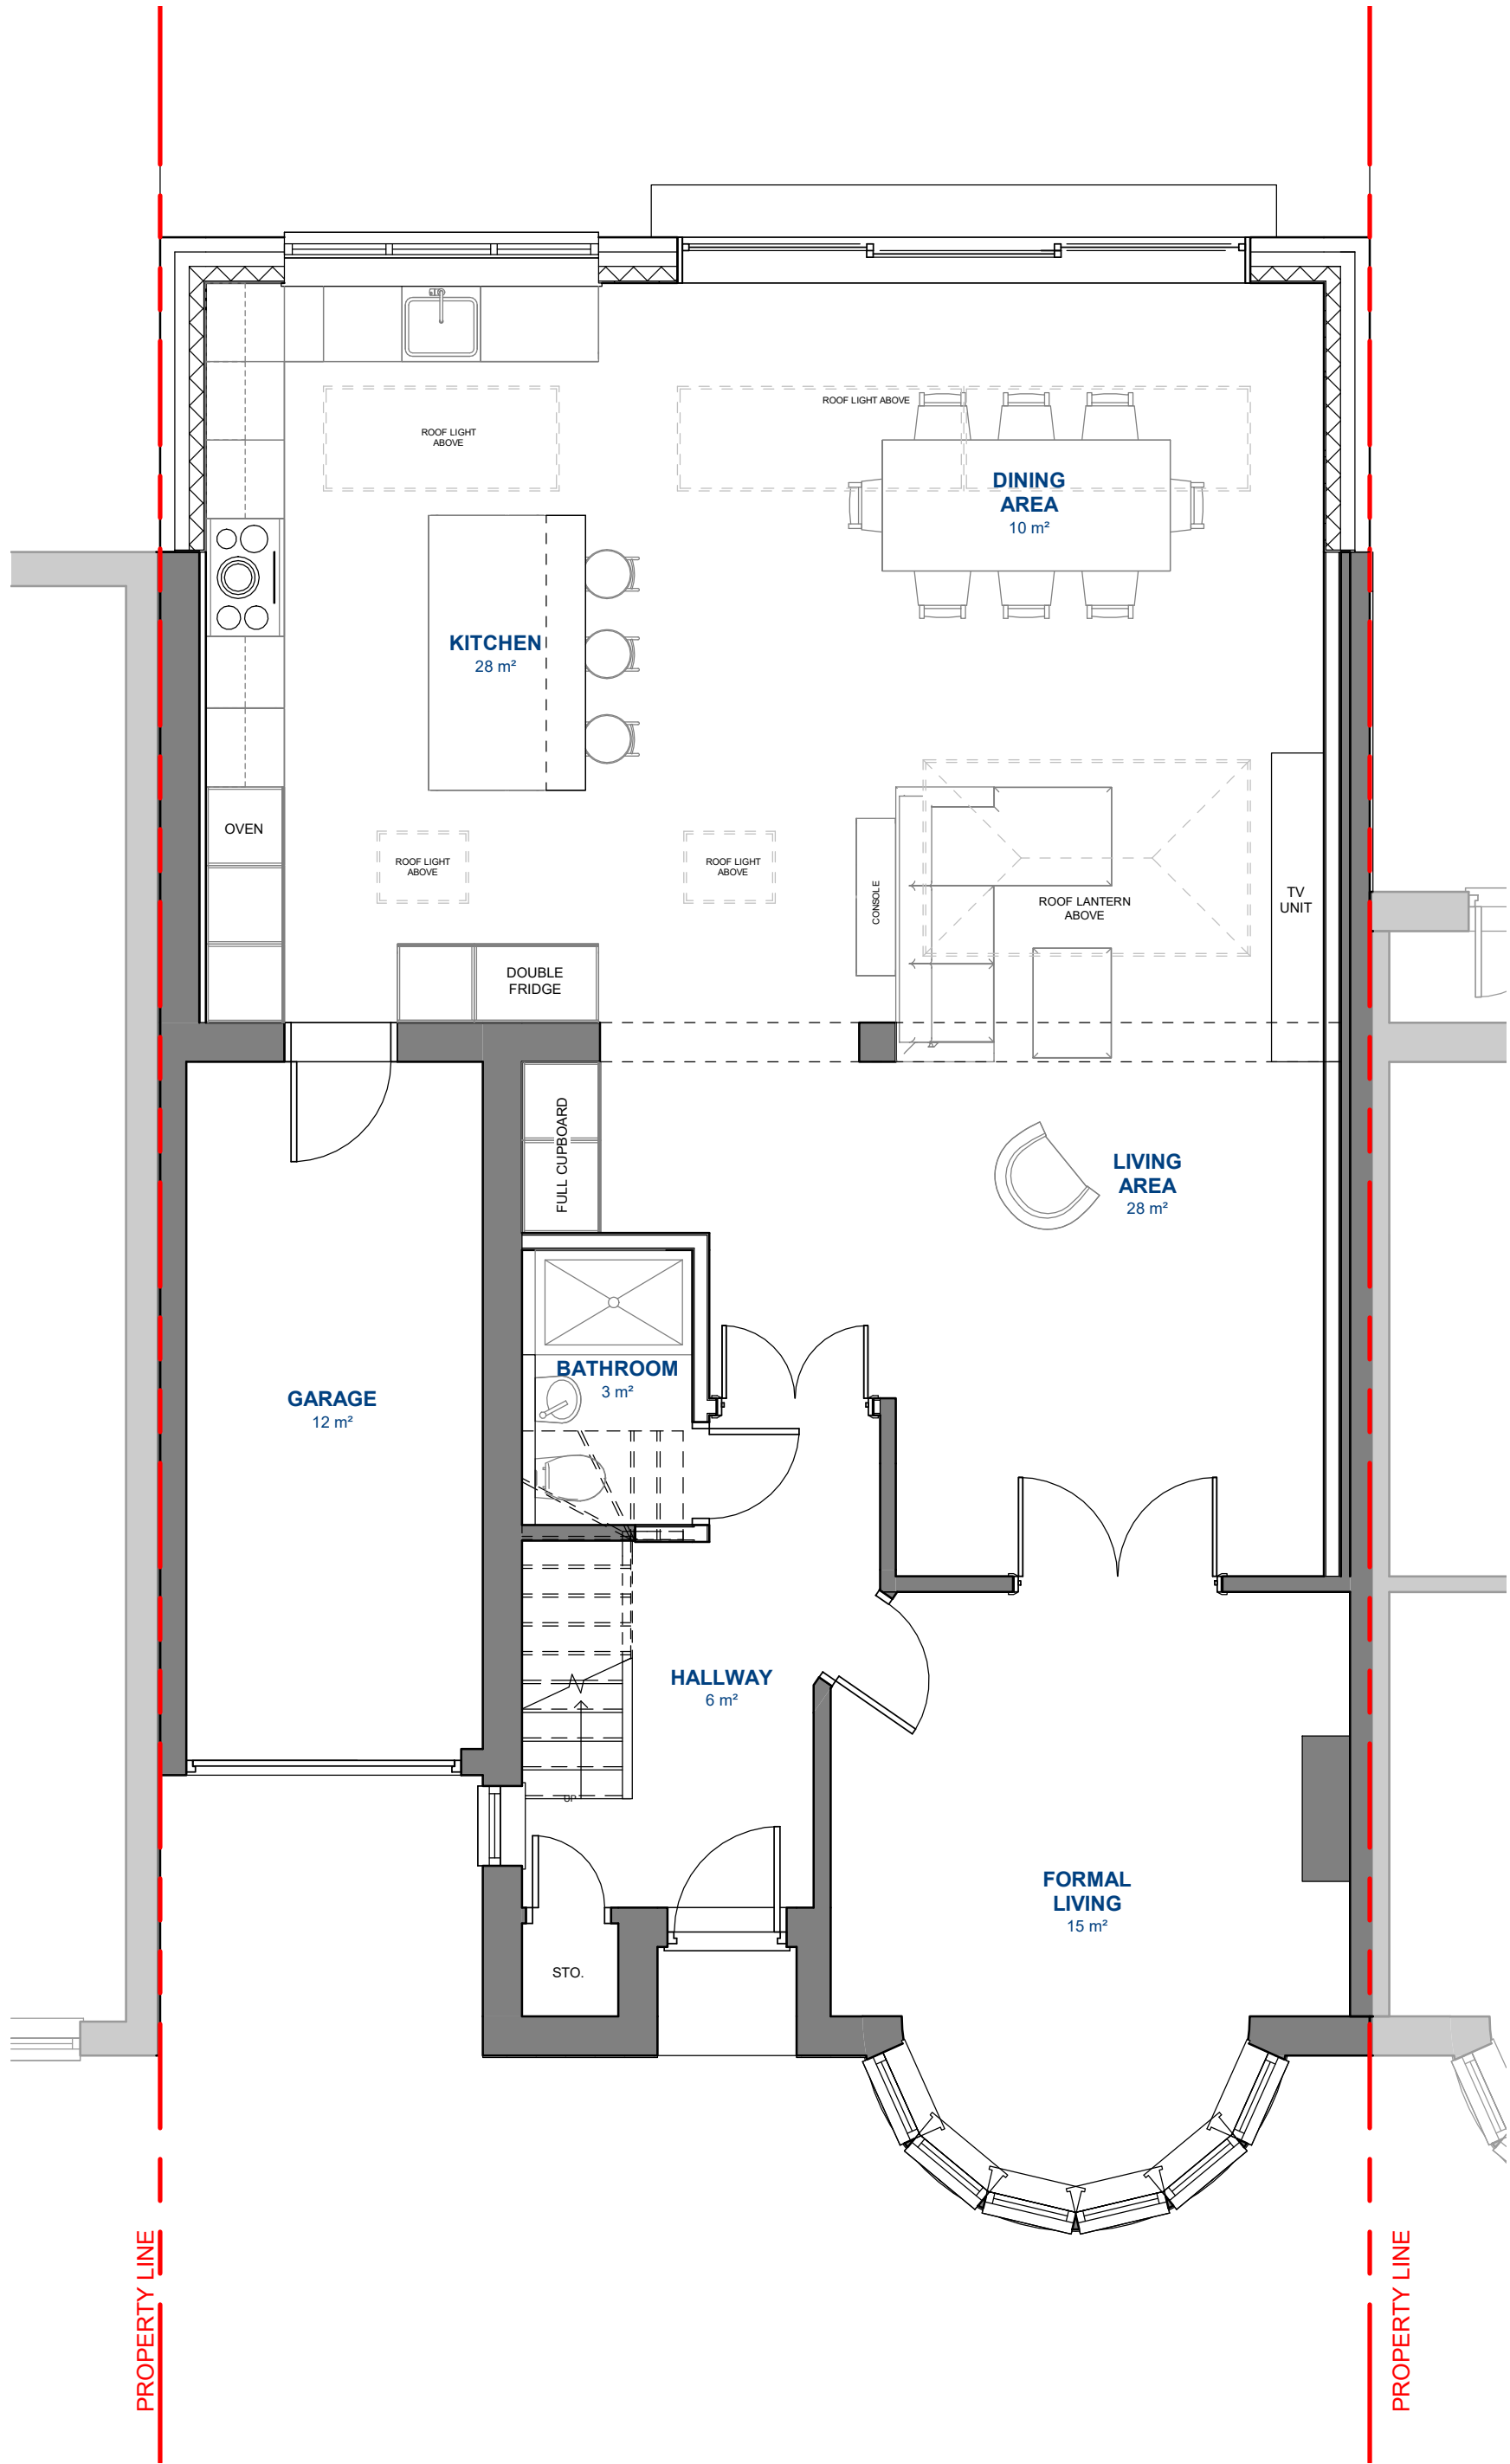 ROOF LIGHT ABOVE
ROOF LIGHT
ABOVE
DINING
AREA
10 m²
KITCHEN
28 m²
OVEN
ROOF LIGHT
ABOVE
ROOF LIGHT
ABOVE
CONSOLE
ROOF LANTERN
ABOVE
TV
UNIT
DOUBLE
FRIDGE
FULL CUPBOARD
LIVING
AREA
28 m²
BATHROOM
3 m²
GARAGE
12 m²
HALLWAY
6 m²
UP
FORMAL
LIVING
15 m²
STO.
PROPERTY LINE
PROPERTY LINE